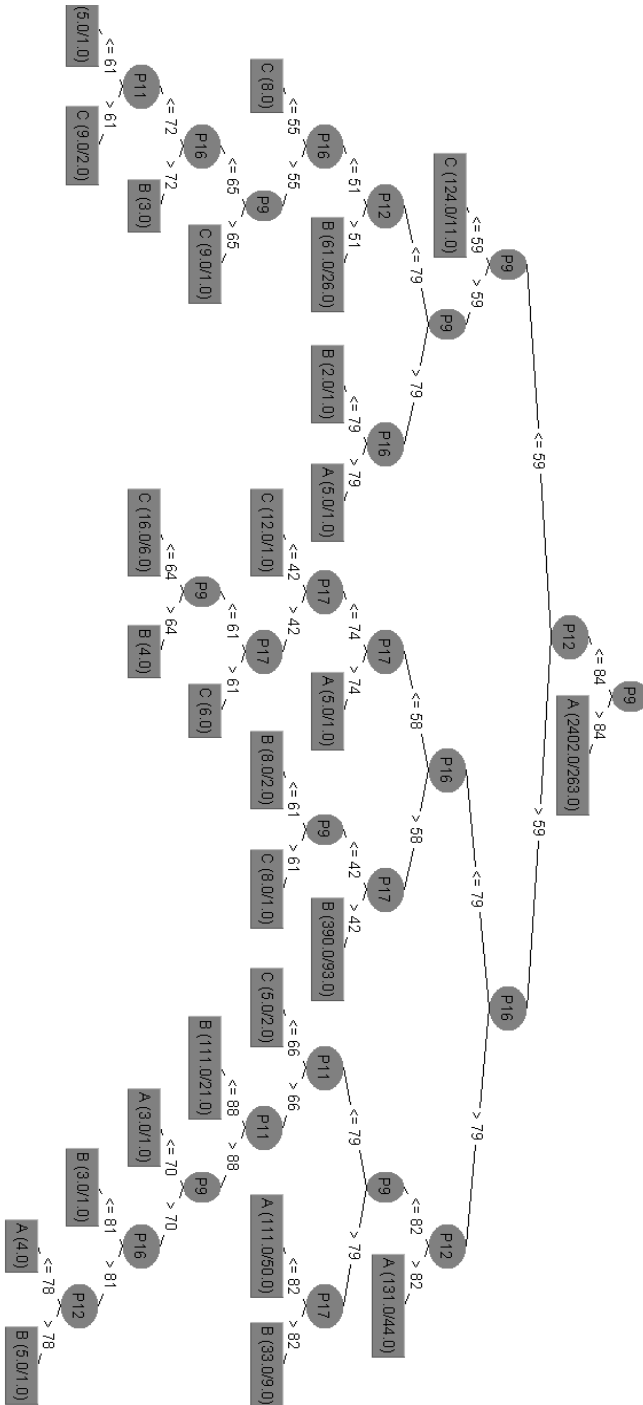 P9
<= 84
> 84
P12
A (2402.0/263.0)
<= 59
> 59
P9
P16
<= 59
> 59
<= 79
> 79
C (124.0/11.0)
P9
P16
P12
<= 79
> 79
<= 58
> 58
<= 82
> 82
P12
P16
P17
P17
P9
A (131.0/44.0)
<= 51
> 51
<= 79
> 79
<= 74
> 74
<= 42
> 42
<= 79
> 79
P16
B (61.0/26.0)
B (2.0/1.0)
A (5.0/1.0)
P17
A (5.0/1.0)
P9
B (390.0/93.0)
P11
P17
<= 55
> 55
<= 42
> 42
<= 61
> 61
<= 66
> 66
<= 82
> 82
C (8.0)
P9
C (12.0/1.0)
P17
B (8.0/2.0)
C (8.0/1.0)
C (5.0/2.0)
P11
A (111.0/50.0)
B (33.0/9.0)
<= 65
> 65
<= 61
> 61
<= 88
> 88
P16
C (9.0/1.0)
P9
C (6.0)
B (111.0/21.0)
P9
<= 72
> 72
<= 64
> 64
<= 70
> 70
P11
B (3.0)
C (16.0/6.0)
B (4.0)
A (3.0/1.0)
P16
<= 61
> 61
<= 81
> 81
(5.0/1.0)
C (9.0/2.0)
B (3.0/1.0)
P12
<= 78
> 78
A (4.0)
B (5.0/1.0)